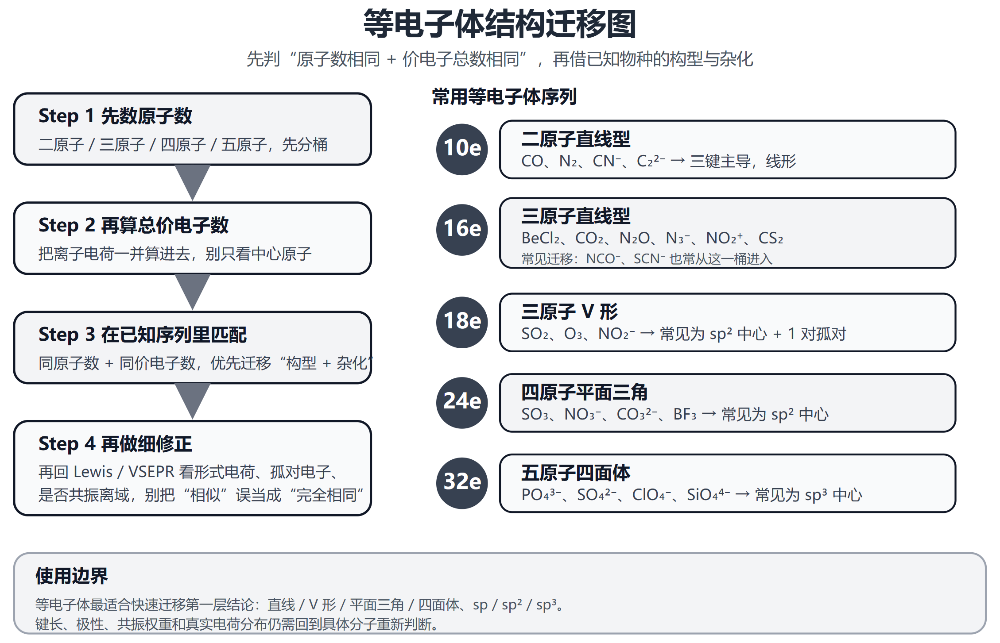 等电子体结构迁移图
先判“原子数相同 + 价电子总数相同”，再借已知物种的构型与杂化
Step 1 先数原子数
二原子 / 三原子 / 四原子 / 五原子，先分桶
Step 2 再算总价电子数
把离子电荷一并算进去，别只看中心原子
Step 3 在已知序列里匹配
同原子数 + 同价电子数，优先迁移“构型 + 杂化”
Step 4 再做细修正
再回 Lewis / VSEPR 看形式电荷、孤对电子、
是否共振离域，别把“相似”误当成“完全相同”
常用等电子体序列
10e
二原子直线型
CO、N₂、CN⁻、C₂²⁻ → 三键主导，线形
16e
三原子直线型
BeCl₂、CO₂、N₂O、N₃⁻、NO₂⁺、CS₂
常见迁移：NCO⁻、SCN⁻ 也常从这一桶进入
18e
三原子 V 形
SO₂、O₃、NO₂⁻ → 常见为 sp² 中心 + 1 对孤对
24e
四原子平面三角
SO₃、NO₃⁻、CO₃²⁻、BF₃ → 常见为 sp² 中心
32e
五原子四面体
PO₄³⁻、SO₄²⁻、ClO₄⁻、SiO₄⁴⁻ → 常见为 sp³ 中心
使用边界
等电子体最适合快速迁移第一层结论：直线 / V 形 / 平面三角 / 四面体、sp / sp² / sp³。
键长、极性、共振权重和真实电荷分布仍需回到具体分子重新判断。